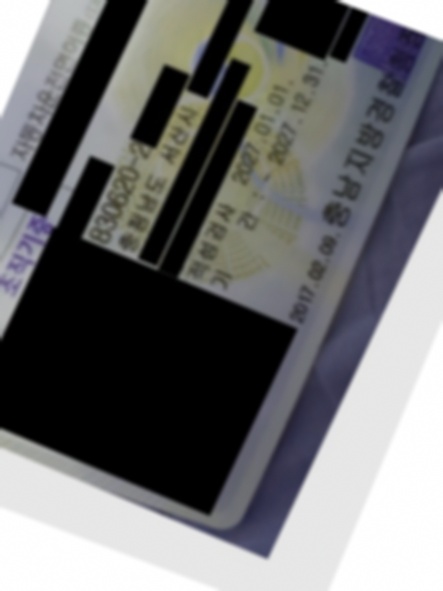 자동차운전면허증
830620-2
충청남도 서산시
적성검사 2027.01.01.
기 간 ~ 2027.12.31.
2017.02.09.
충남지방경찰청장
조직기증